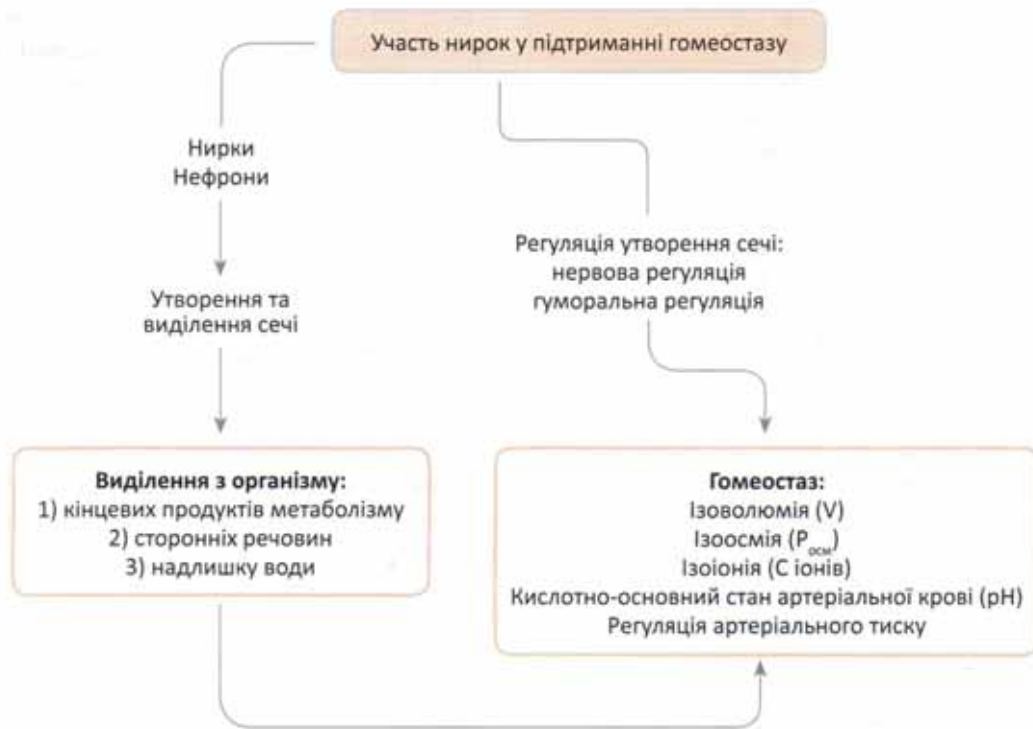 Участь нирок у підтриманні гомеостазу
Нирки
Нефрони
Утворення та
виділення сечі
Регуляція утворення сечі:
нервова регуляція
гуморальна регуляція
Виділення з організму:
1) кінцевих продуктів метаболізму
2) сторонніх речовин
3) надлишку води
Гомеостаз:
Ізоволюмія (V)
Ізоосмія (Pосм)
Ізоіонія (С іонів)
Кислотно-основний стан артеріальної крові (pH)
Регуляція артеріального тиску